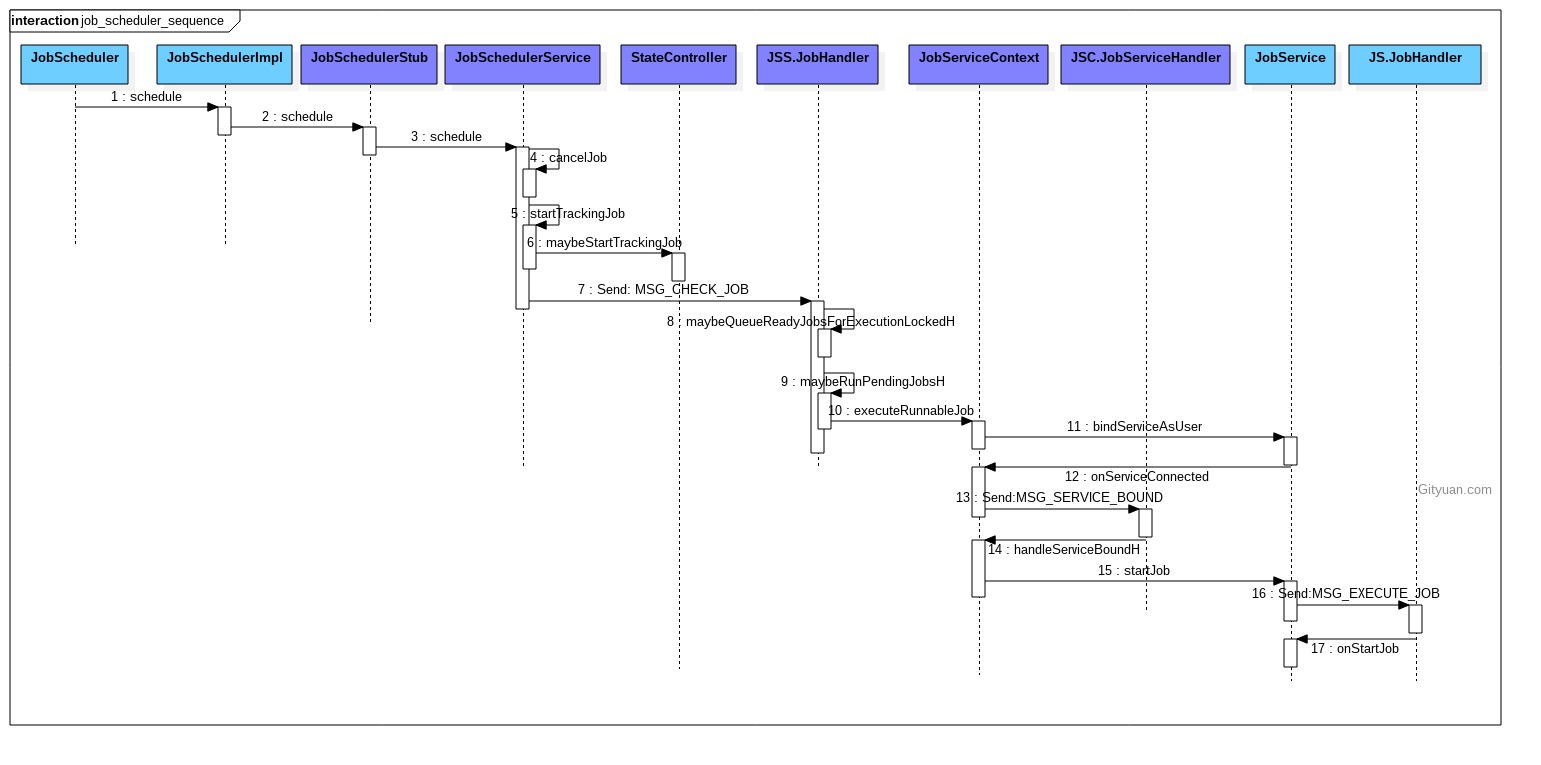 interaction job_scheduler_sequence
JobScheduler
JobSchedulerImpl
JobSchedulerStub
JobSchedulerService
StateController
JSS.JobHandler
JobServiceContext
JSC.JobServiceHandler
JobService
JS.JobHandler
1 : schedule
2 : schedule
3 : schedule
4 : cancelJob
5 : startTrackingJob
6 : maybeStartTrackingJob
7 : Send: MSG_CHECK_JOB
8 : maybeQueueReadyJobsForExecutionLockedH
9 : maybeRunPendingJobsH
10 : executeRunnableJob
11 : bindServiceAsUser
12 : onServiceConnected
Gityuan.com
13 : Send:MSG_SERVICE_BOUND
14 : handleServiceBoundH
15 : startJob
16 : Send:MSG_EXECUTE_JOB
17 : onStartJob